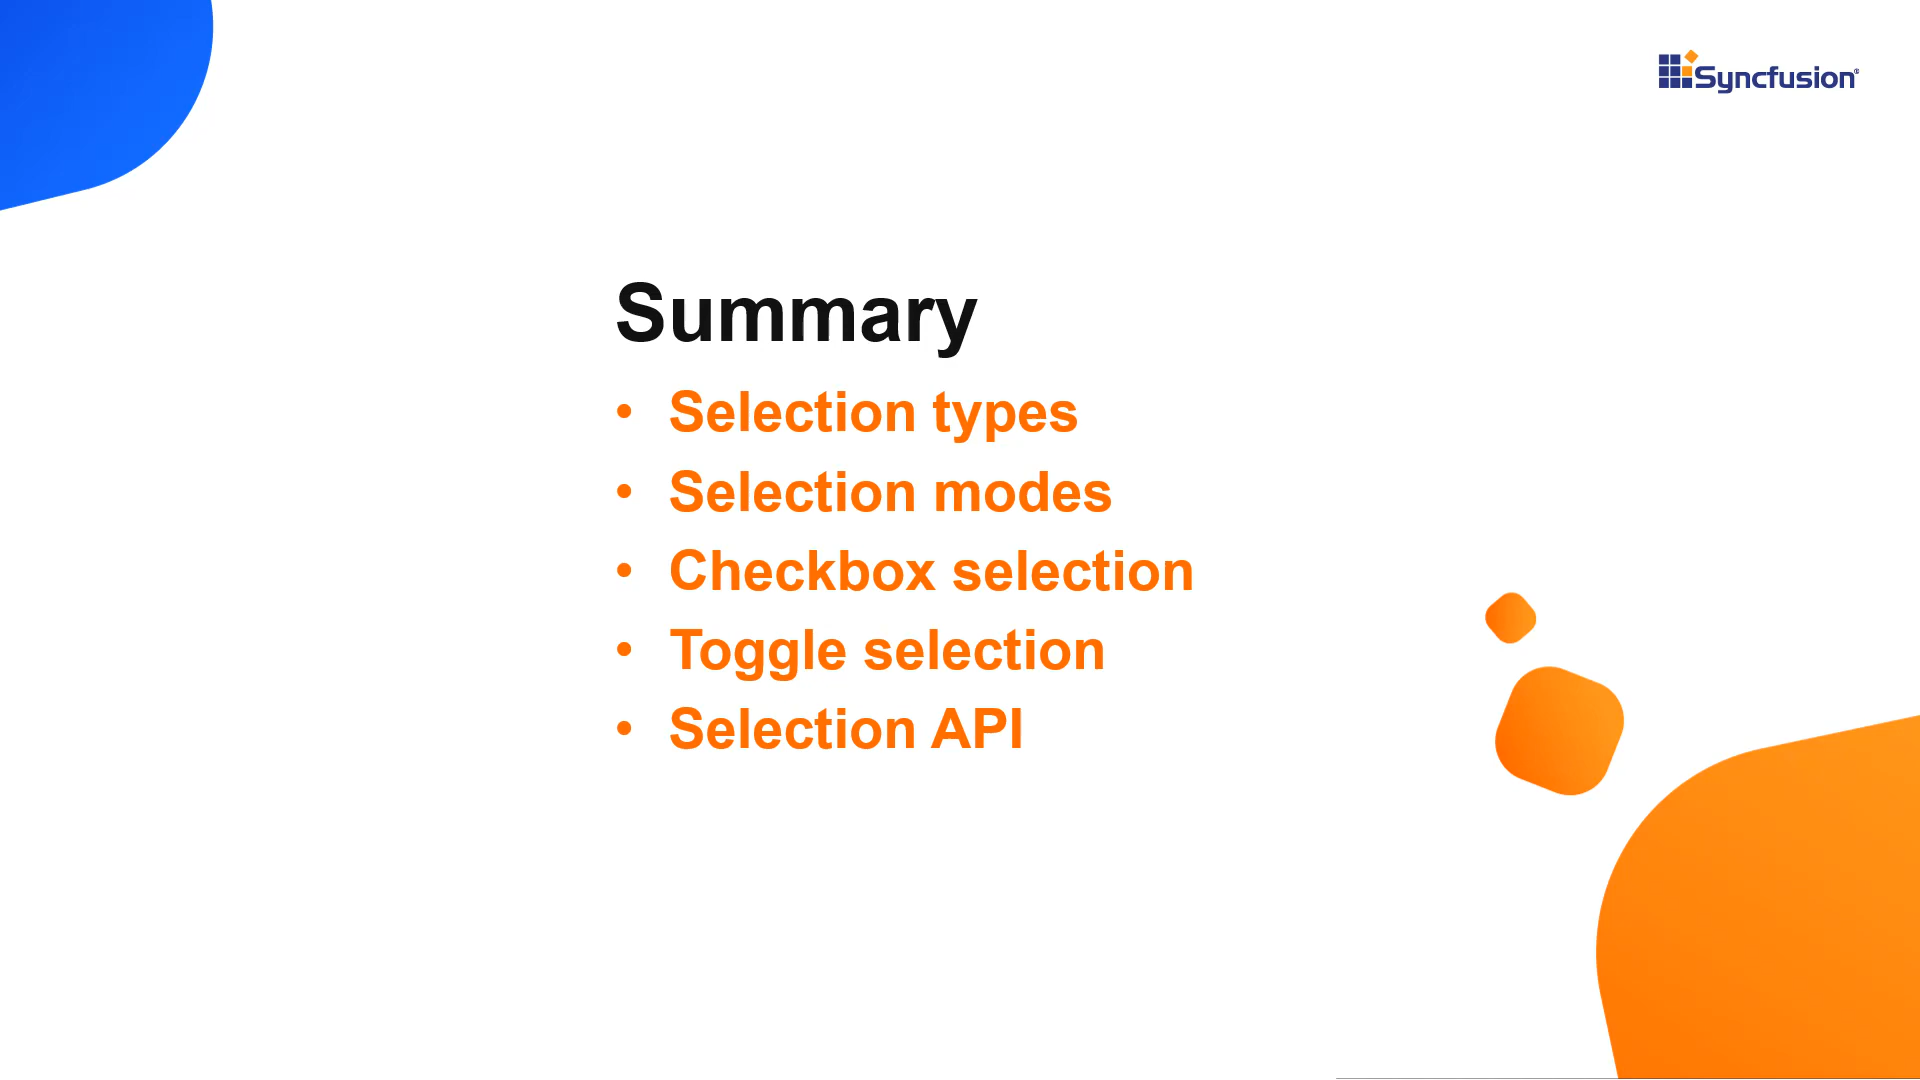 Syncfusion®
Summary
• Selection types
• Selection modes
• Checkbox selection
• Toggle selection
• Selection API